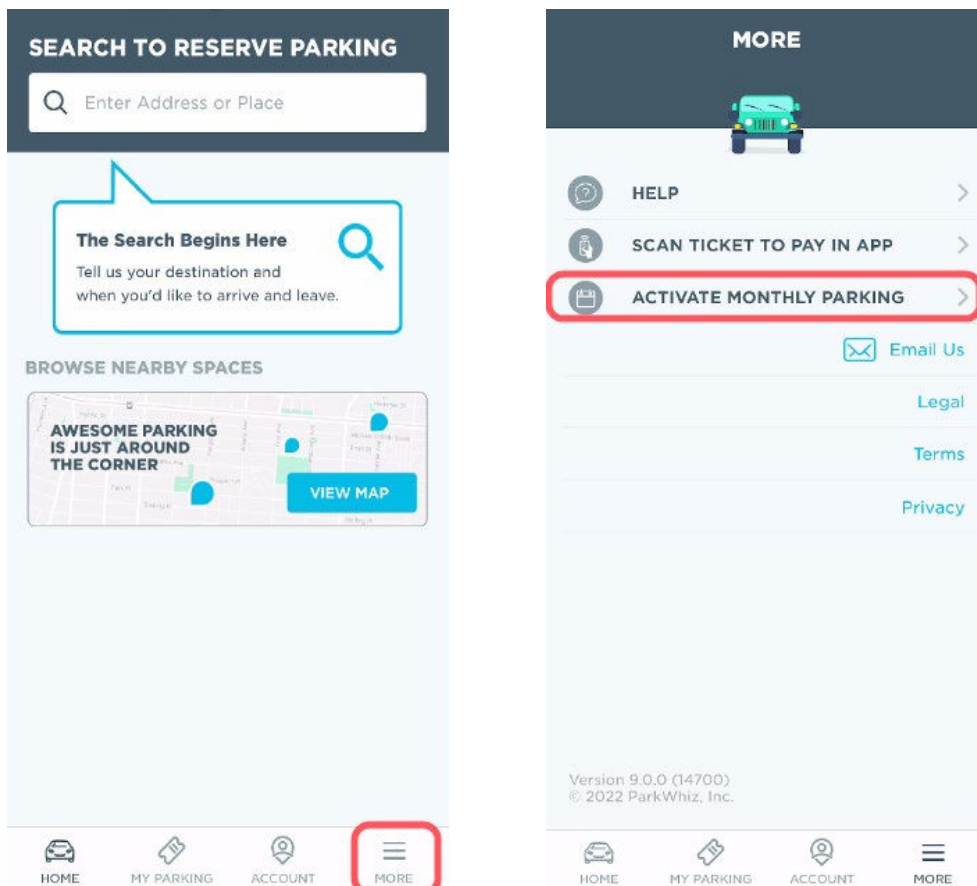 SEARCH TO RESERVE PARKING
Enter Address or Place
The Search Begins Here
Tell us your destination and
when you'd like to arrive and leave.
BROWSE NEARBY SPACES
AWESOME PARKING
IS JUST AROUND
THE CORNER
VIEW MAP
HOME
MY PARKING
ACCOUNT
MORE
MORE
HELP
SCAN TICKET TO PAY IN APP
ACTIVATE MONTHLY PARKING
Email Us
Legal
Terms
Privacy
Version 9.0.0 (14700)
© 2022 ParkWhiz, Inc.
HOME
MY PARKING
ACCOUNT
MORE